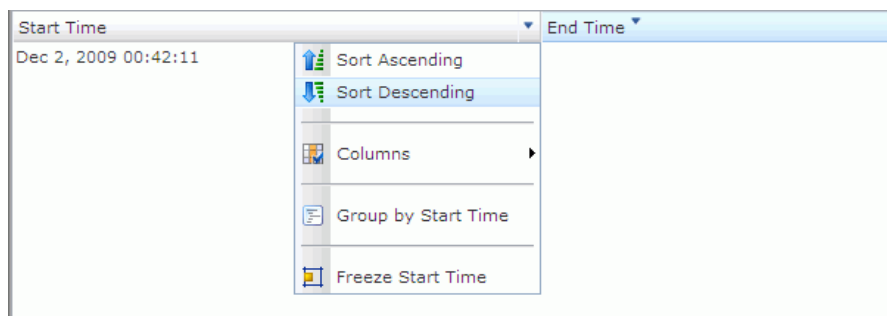 Start Time End Time
Dec 2, 2009 00:42:11
Sort Ascending
Sort Descending
Columns
Group by Start Time
Freeze Start Time